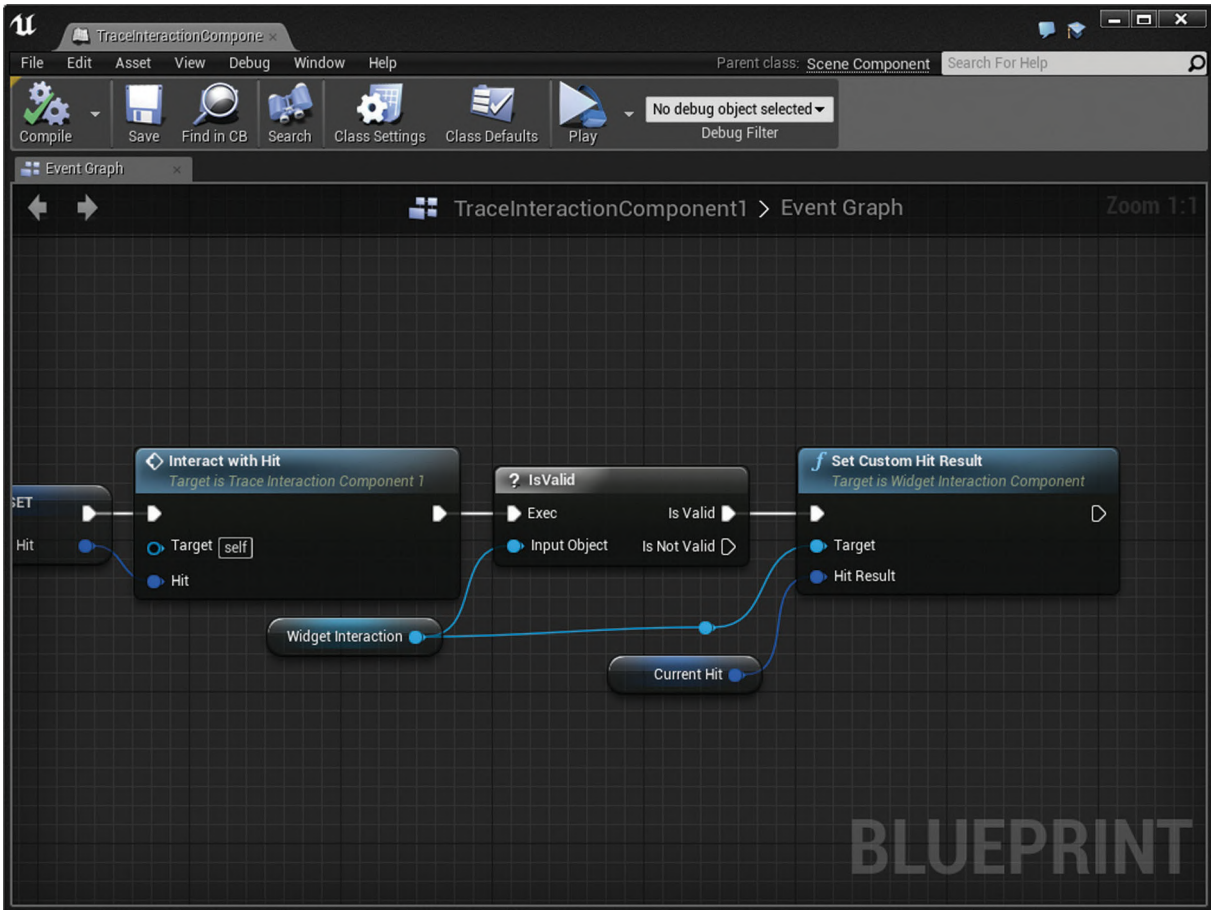 TraceInteractionCompone
File Edit Asset View Debug Window Help
Parent class: Scene Component
Search For Help
Compile
Save
Find in CB
Search
Class Settings
Class Defaults
Play
No debug object selected
Debug Filter
Event Graph
TraceInteractionComponent1 > Event Graph
Zoom 1:1
SET
Hit
Interact with Hit
Target is Trace Interaction Component 1
Target self
Hit
? IsValid
Exec Is Valid
Input Object Is Not Valid
f Set Custom Hit Result
Target is Widget Interaction Component
Target
Hit Result
Widget Interaction
Current Hit
BLUEPRINT